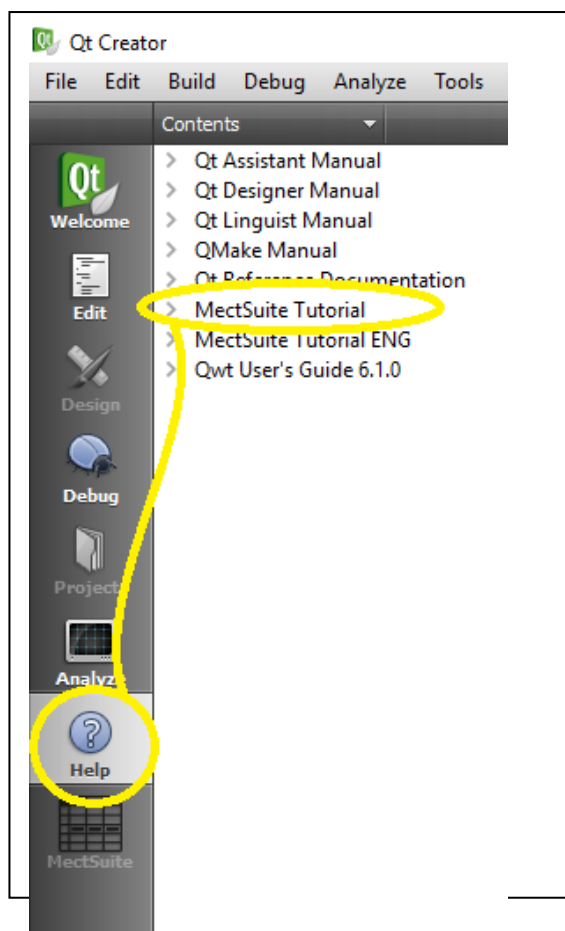 Qt Creator
File Edit Build Debug Analyze Tools
Contents
Qt
Welcome
Edit
Design
Debug
Projects
Analyze
Help
MectSuite
Qt Assistant Manual
Qt Designer Manual
Qt Linguist Manual
QMake Manual
Qt Reference Documentation
MectSuite Tutorial
MectSuite Tutorial ENG
Qwt User's Guide 6.1.0